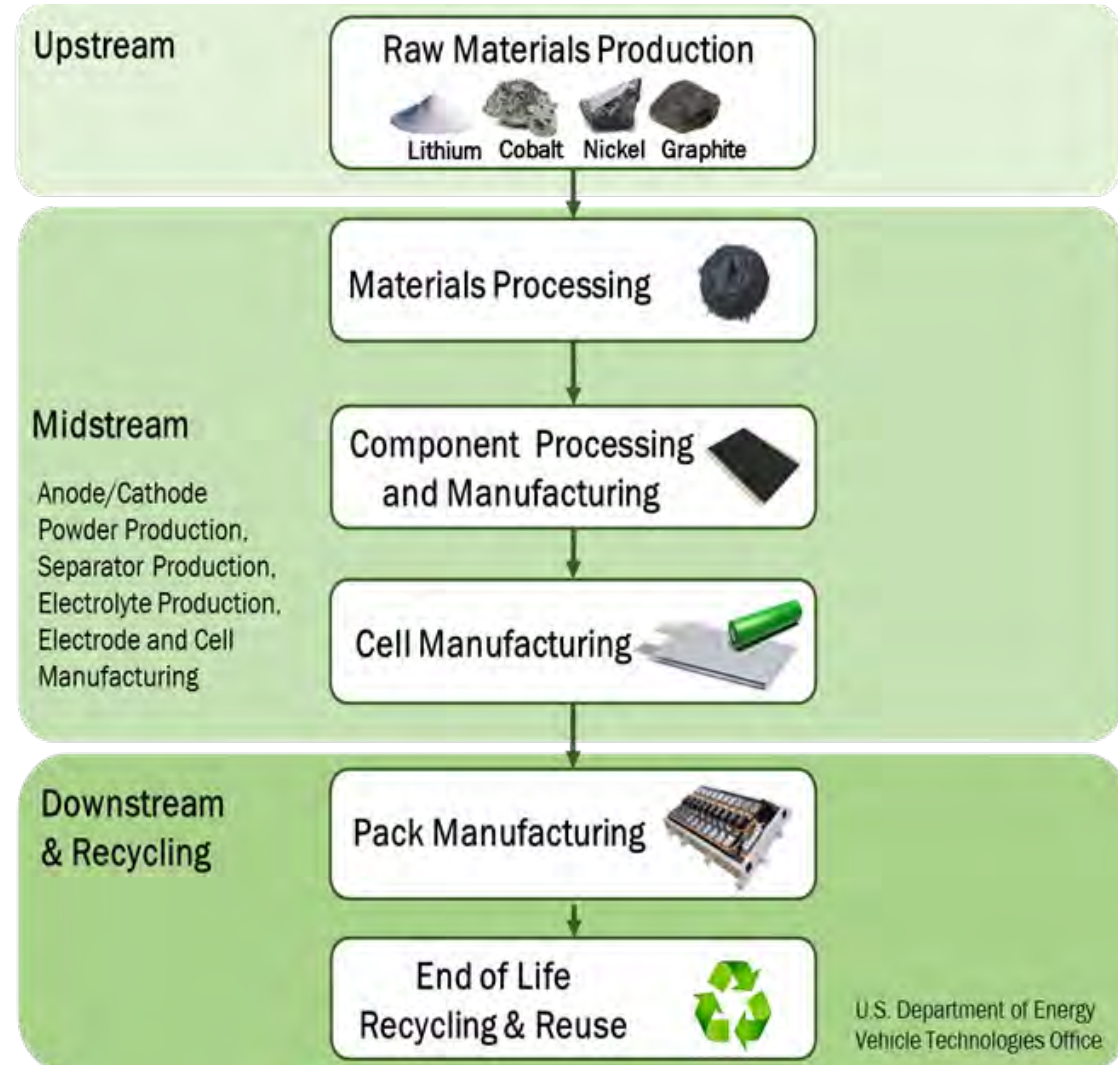 Upstream
Raw Materials Production
Lithium Cobalt Nickel Graphite
Materials Processing
Midstream
Anode/Cathode
Powder Production,
Separator Production,
Electrolyte Production,
Electrode and Cell
Manufacturing
Component Processing
and Manufacturing
Cell Manufacturing
Downstream
& Recycling
Pack Manufacturing
End of Life
Recycling & Reuse
U.S. Department of Energy
Vehicle Technologies Office